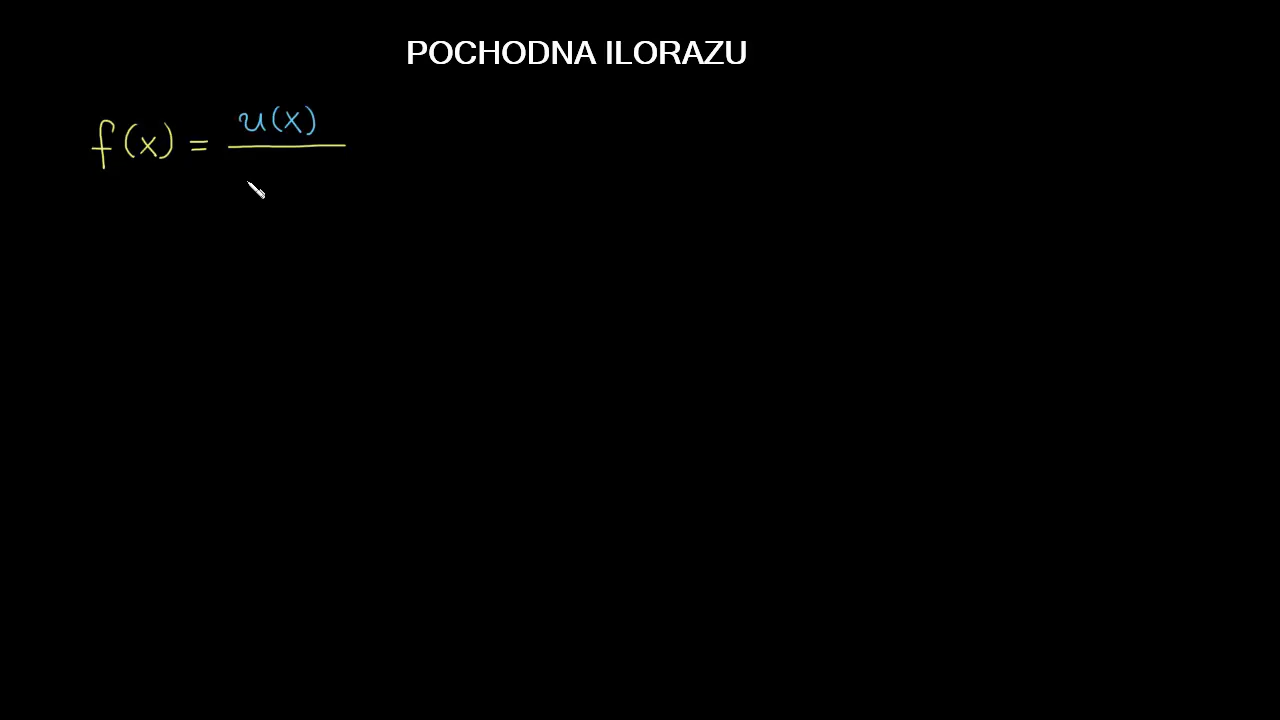 POCHODNA ILORAZU
f(x) = u(x)